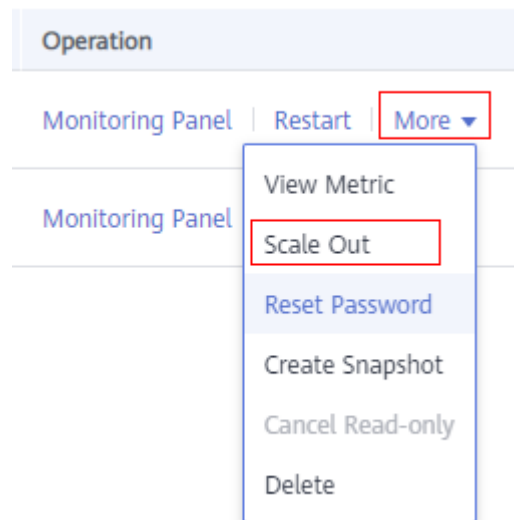 Operation
Monitoring Panel Restart More
View Metric
Monitoring Panel
Scale Out
Reset Password
Create Snapshot
Cancel Read-only
Delete